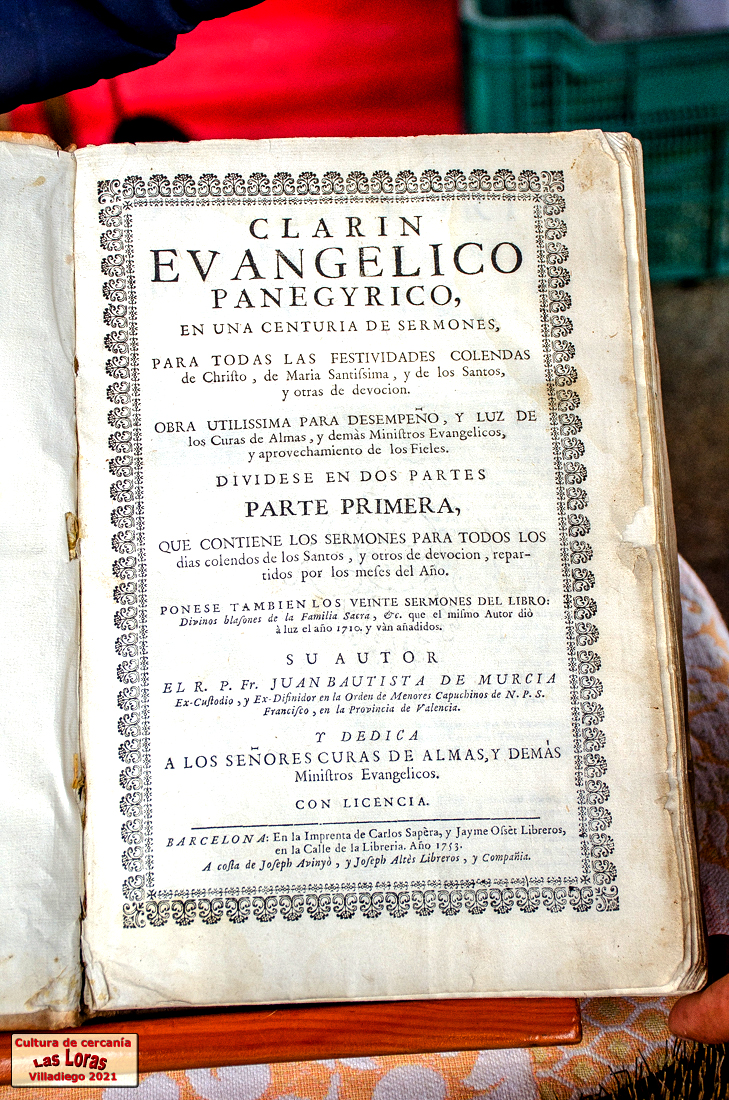 CLARIN
EVANGELICO
PANEGYRICO,
EN UNA CENTURIA DE SERMONES,
PARA TODAS LAS FESTIVIDADES COLENDAS
de Chriſto, de Maria Santiſsima, y de los Santos,
y otras de devocion.
OBRA UTILISSIMA PARA DESEMPEÑO, Y LUZ DE
los Curas de Almas, y demàs Miniſtros Evangelicos,
y aprovechamiento de los Fieles.
DIVIDESE EN DOS PARTES
PARTE PRIMERA,
QUE CONTIENE LOS SERMONES PARA TODOS LOS
dias colendos de los Santos, y otros de devocion, repar-
tidos por los meſes del Año.
PONESE TAMBIEN LOS VEINTE SERMONES DEL LIBRO:
Divinos blaſones de la Familia Sacra, &c. que el miſmo Autor diò
à luz el año 1710. y vàn añadidos.
SU AUTOR
EL R. P. Fr. JUAN BAUTISTA DE MURCIA
Ex-Cuſtodio, y Ex-Difinidor en la Orden de Menores Capuchinos de N. P. S.
Franciſco, en la Provincia de Valencia.
Y DEDICA
A LOS SEÑORES CURAS DE ALMAS, Y DEMÀS
Miniſtros Evangelicos.
CON LICENCIA.
BARCELONA: En la Imprenta de Carlos Sapèra, y Jayme Oſsèt Libreros,
en la Calle de la Libreria. Año 1753.
A coſta de Joſeph Avinyò, y Joſeph Altès Libreros, y Compañia.
Cultura de cercanía
Las Loras
Villadiego 2021